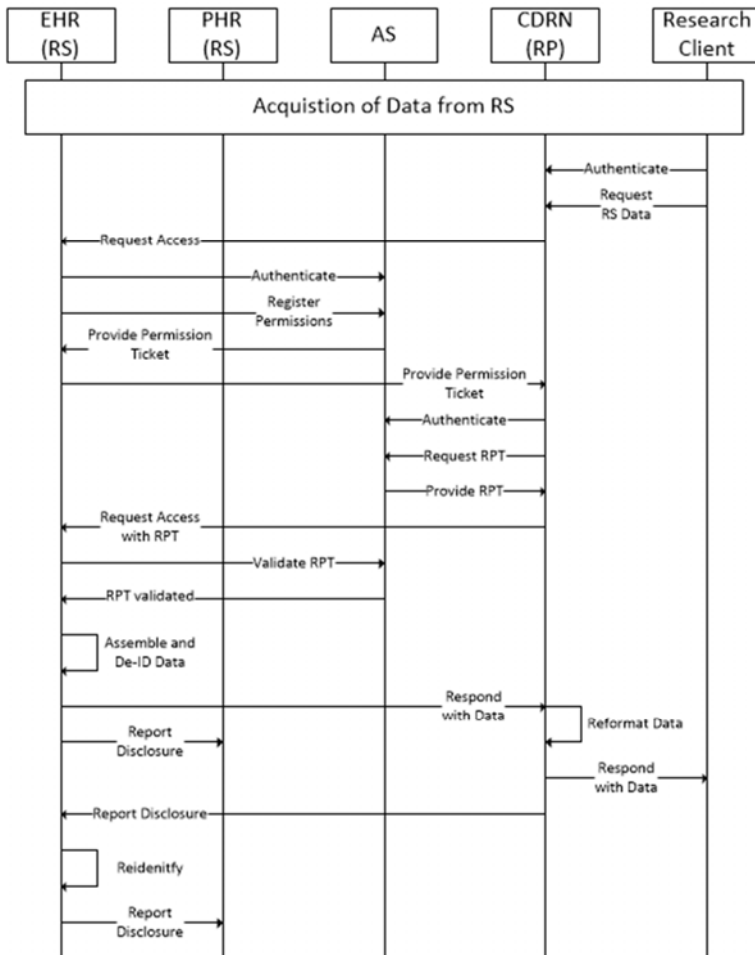 EHR
(RS)
PHR
(RS)
AS
CDRN
(RP)
Research
Client
Acquistion of Data from RS
Authenticate
Request
RS Data
Request Access
Authenticate
Register
Permissions
Provide Permission
Ticket
Provide Permission
Ticket
Authenticate
Request RPT
Provide RPT
Request Access
with RPT
Validate RPT
RPT validated
Assemble and
De-ID Data
Respond
with Data
Reformat Data
Report
Disclosure
Respond
with Data
Report Disclosure
Reidenitfy
Report
Disclosure